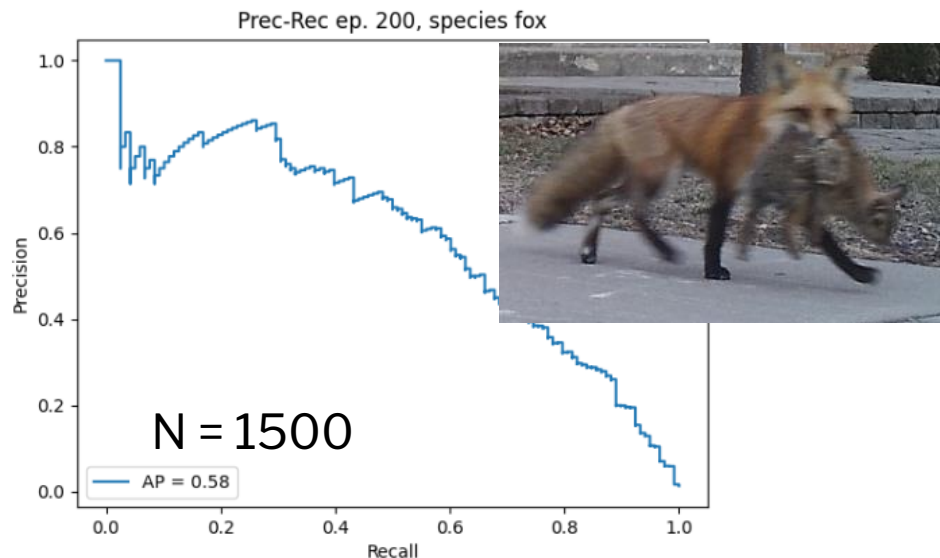 Prec-Rec ep. 200, species fox
1.0
0.8
0.6
0.4
0.2
0.0
Precision
N = 1500
AP = 0.58
0.0 0.2 0.4 0.6 0.8 1.0
Recall